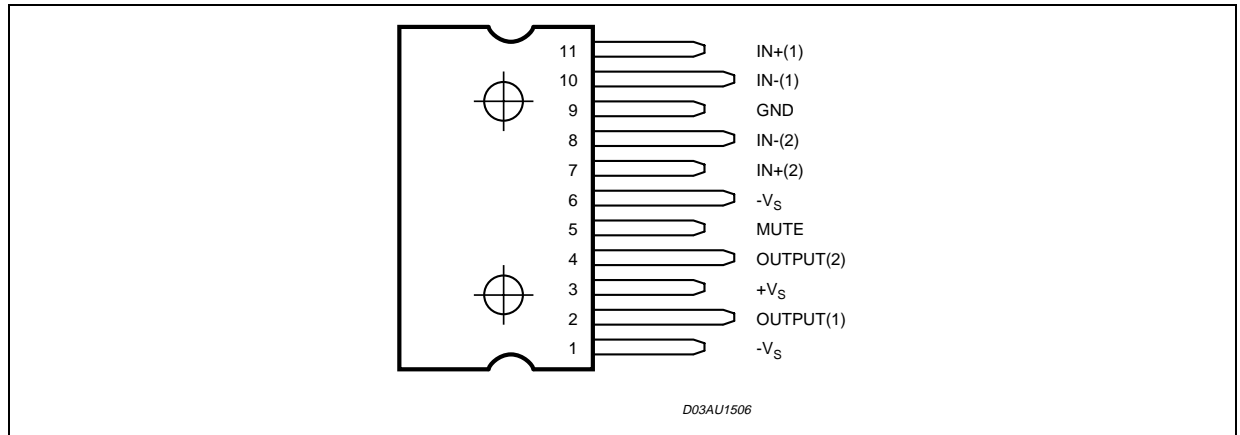 11 IN+(1)
10 IN-(1)
9 GND
8 IN-(2)
7 IN+(2)
6 -VS
5 MUTE
4 OUTPUT(2)
3 +VS
2 OUTPUT(1)
1 -VS
D03AU1506